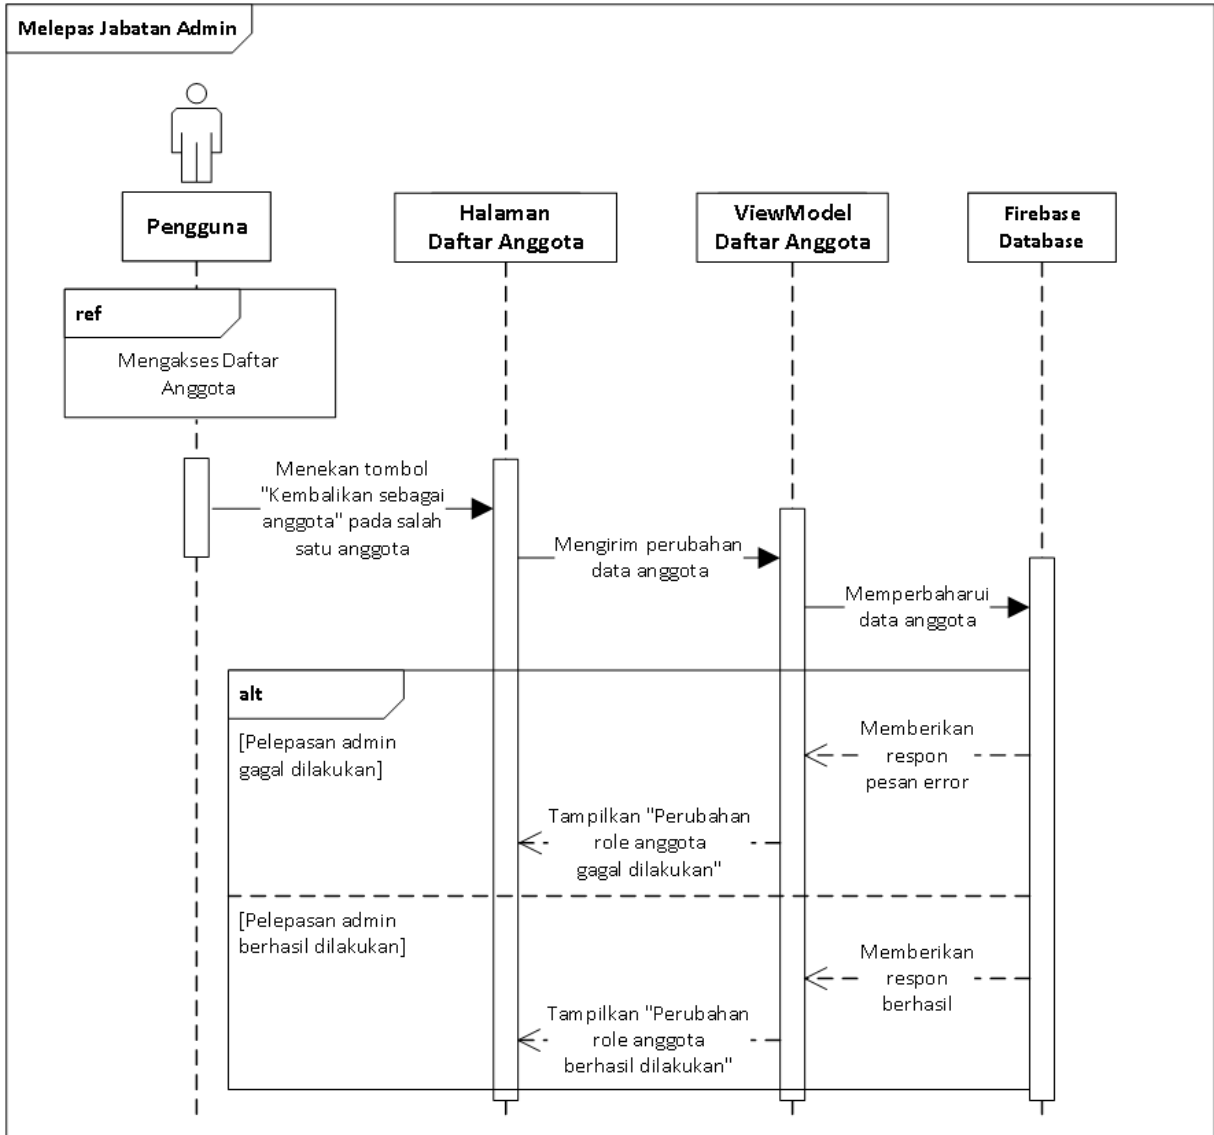 Melepas Jabatan Admin
Pengguna
Halaman
Daftar Anggota
ViewModel
Daftar Anggota
Firebase
Database
ref
Mengakses Daftar
Anggota
Menekan tombol
"Kembalikan sebagai
anggota" pada salah
satu anggota
Mengirim perubahan
data anggota
Memperbaharui
data anggota
alt
[Pelepasan admin
gagal dilakukan]
Memberikan
respon
pesan error
Tampilkan "Perubahan
role anggota
gagal dilakukan"
[Pelepasan admin
berhasil dilakukan]
Memberikan
respon
berhasil
Tampilkan "Perubahan
role anggota
berhasil dilakukan"